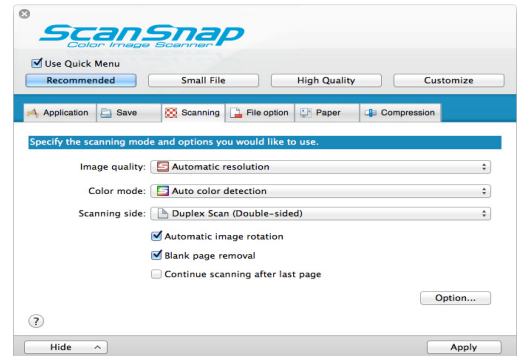 ScanSnap
Color Image Scanner
Use Quick Menu
Recommended Small File High Quality Customize
Application Save Scanning File option Paper Compression
Specify the scanning mode and options you would like to use.
Image quality: Automatic resolution
Color mode: Auto color detection
Scanning side: Duplex Scan (Double-sided)
Automatic image rotation
Blank page removal
Continue scanning after last page
Option...
?
Hide Apply